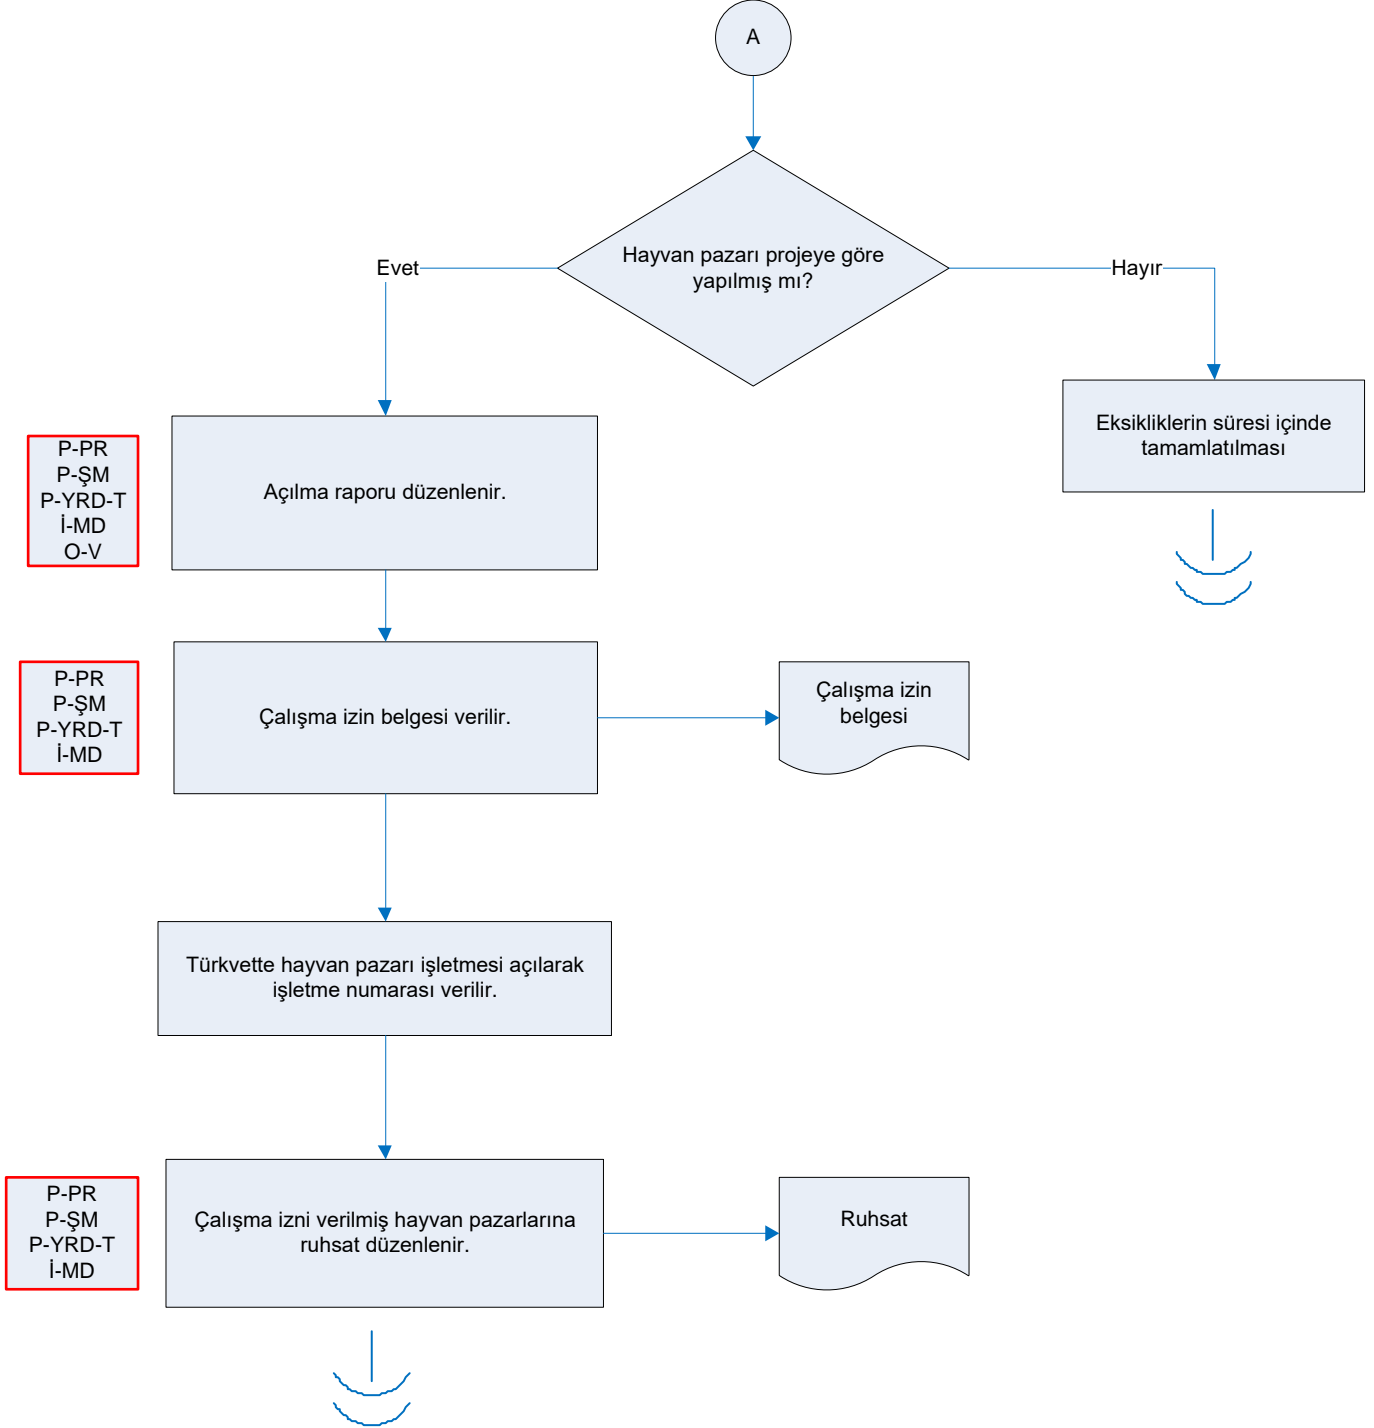 A
Hayvan pazarı projeye göre
yapılmış mı?
Evet
Hayır
Eksikliklerin süresi içinde
tamamlatılması
P-PR
P-ŞM
P-YRD-T
İ-MD
O-V
Açılma raporu düzenlenir.
P-PR
P-ŞM
P-YRD-T
İ-MD
Çalışma izin belgesi verilir.
Çalışma izin
belgesi
Türkvette hayvan pazarı işletmesi açılarak
işletme numarası verilir.
P-PR
P-ŞM
P-YRD-T
İ-MD
Çalışma izni verilmiş hayvan pazarlarına
ruhsat düzenlenir.
Ruhsat